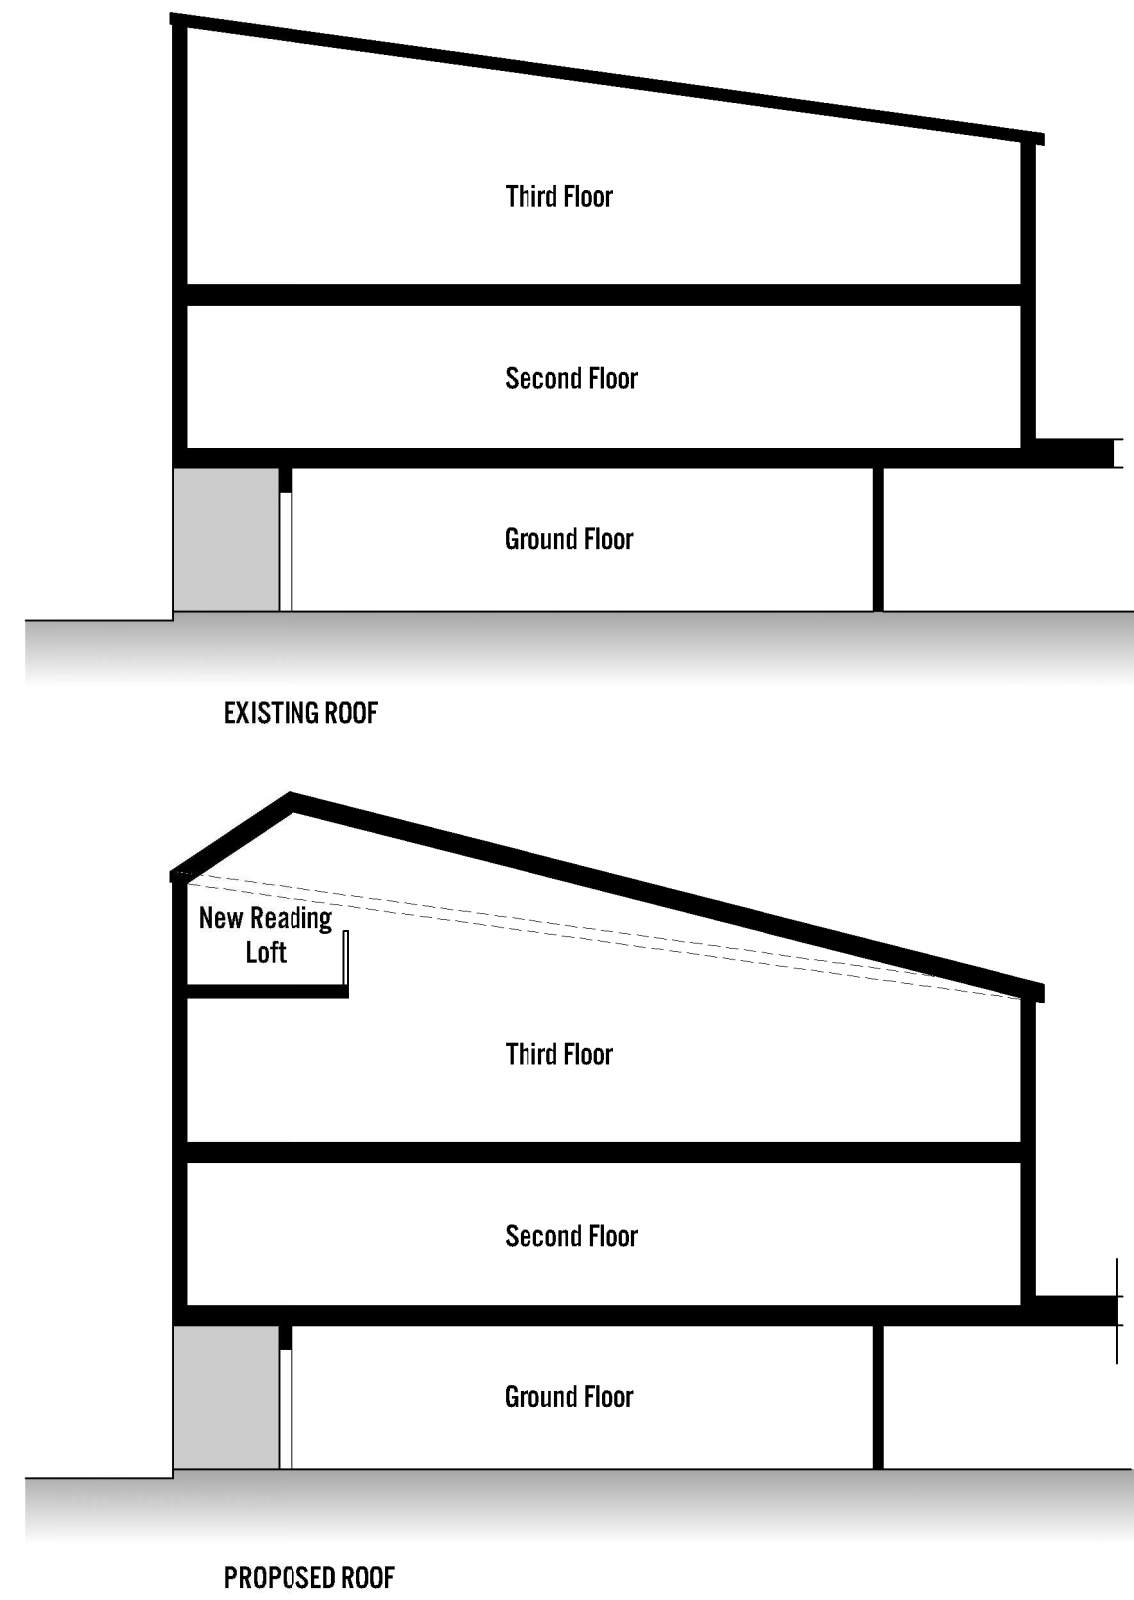 Third Floor
Second Floor
Ground Floor
EXISTING ROOF
New Reading
Loft
Third Floor
Second Floor
Ground Floor
PROPOSED ROOF